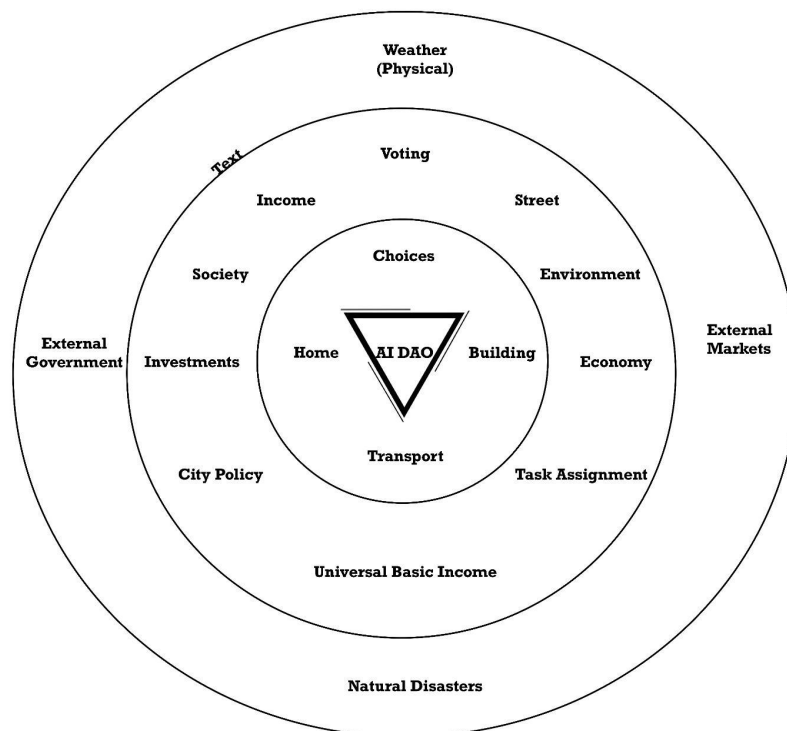 Weather
(Physical)
Text
Voting
Income
Street
Choices
Society
Environment
External
Government
Investments
Home
AI DAO
Building
Economy
External
Markets
Transport
City Policy
Task Assignment
Universal Basic Income
Natural Disasters